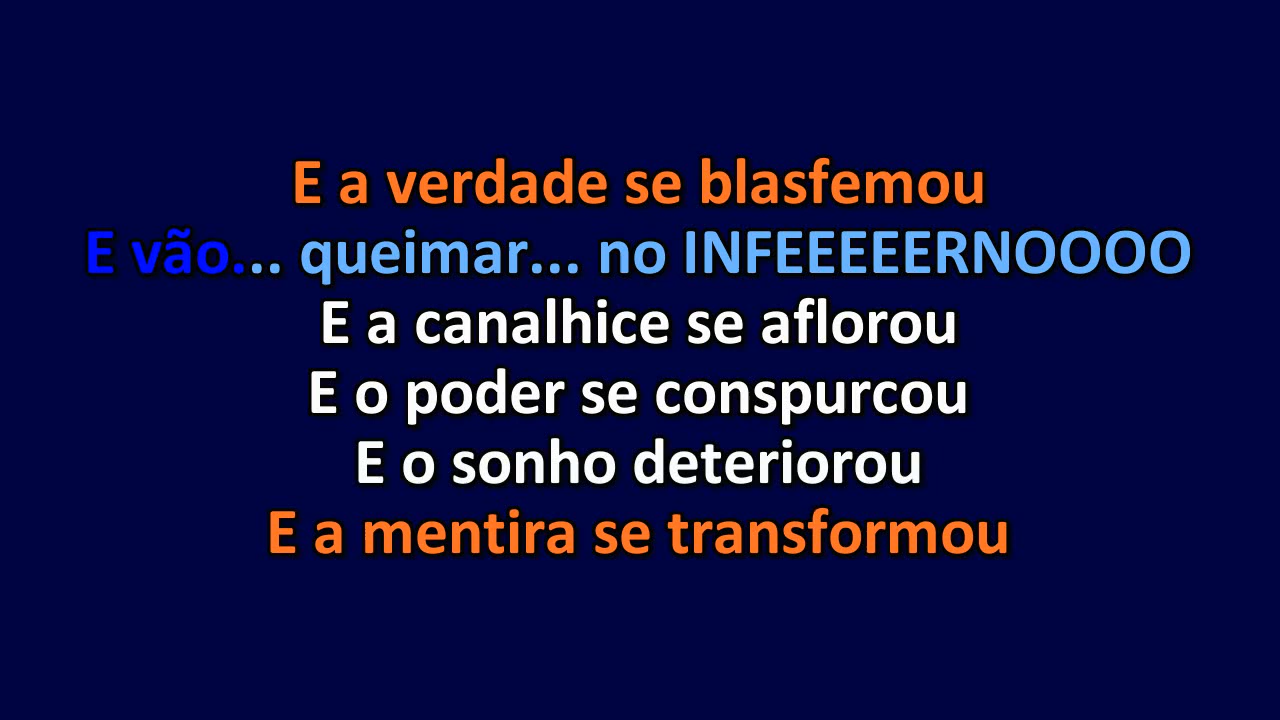 E a verdade se blasfemou
E vão... queimar... no INFEEEEERNOOOO
E a canalhice se aflorou
E o poder se conspurcou
E o sonho deteriorou
E a mentira se transformou